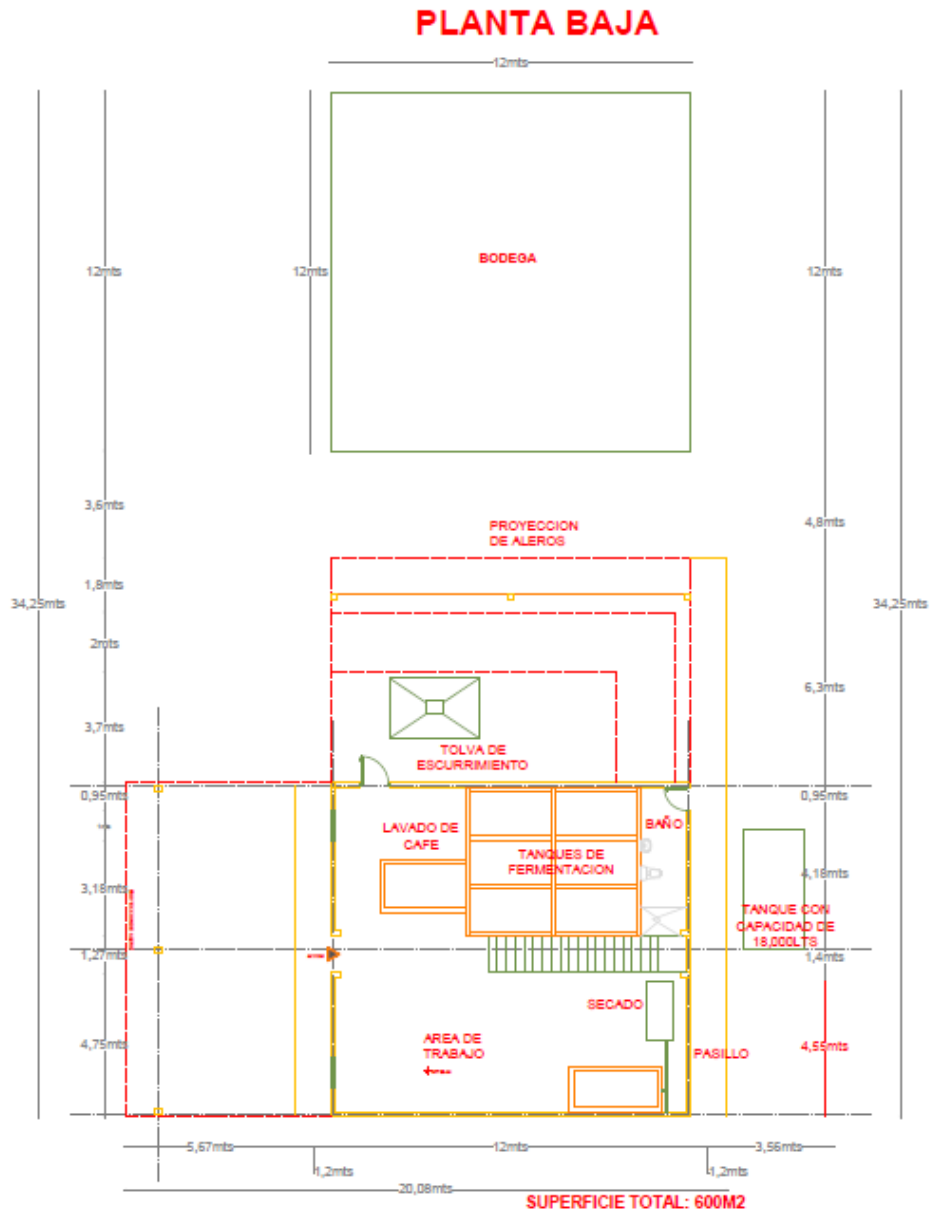 PLANTA BAJA
12mts
BODEGA
12mts
12mts
12mts
3,6mts
PROYECCION
DE ALEROS
4,8mts
1,8mts
34,25mts
34,25mts
2mts
6,3mts
3,7mts
TOLVA DE
ESCURRIMIENTO
0,95mts
0,95mts
LAVADO DE
CAFE
BAÑO
TANQUES DE
FERMENTACION
4,18mts
3,18mts
TANQUE CON
CAPACIDAD DE
18,000LTS
1,27mts
1,4mts
SECADO
AREA DE
TRABAJO
4,75mts
PASILLO
4,55mts
5,67mts
12mts
3,56mts
1,2mts
1,2mts
20,08mts
SUPERFICIE TOTAL: 600M2